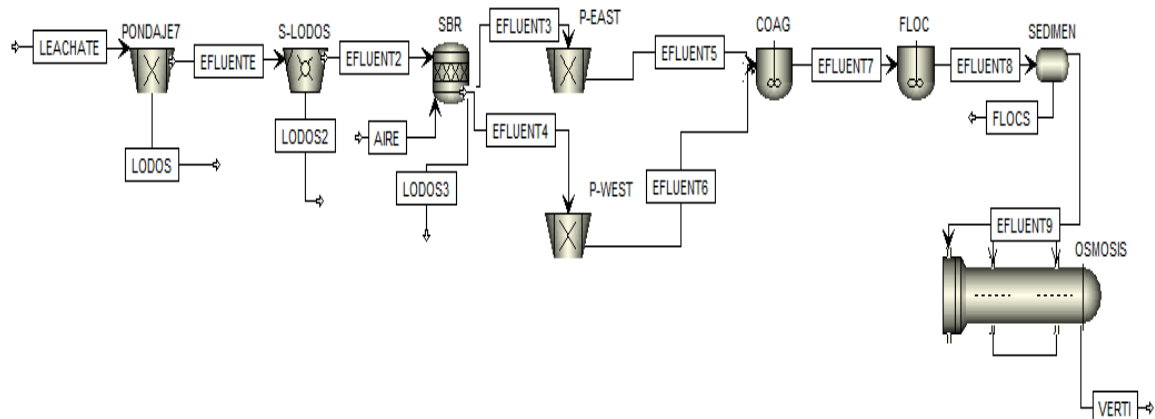 LEACHATE
PONDAJE7
EFLUENTE
LODOS
S-LODOS
EFLUENT2
LODOS2
SBR
AIRE
LODOS3
EFLUENT3
EFLUENT4
P-EAST
P-WEST
EFLUENT5
EFLUENT6
COAG
EFLUENT7
FLOC
EFLUENT8
SEDIMEN
FLOCS
EFLUENT9
OSMOSIS
VERTI